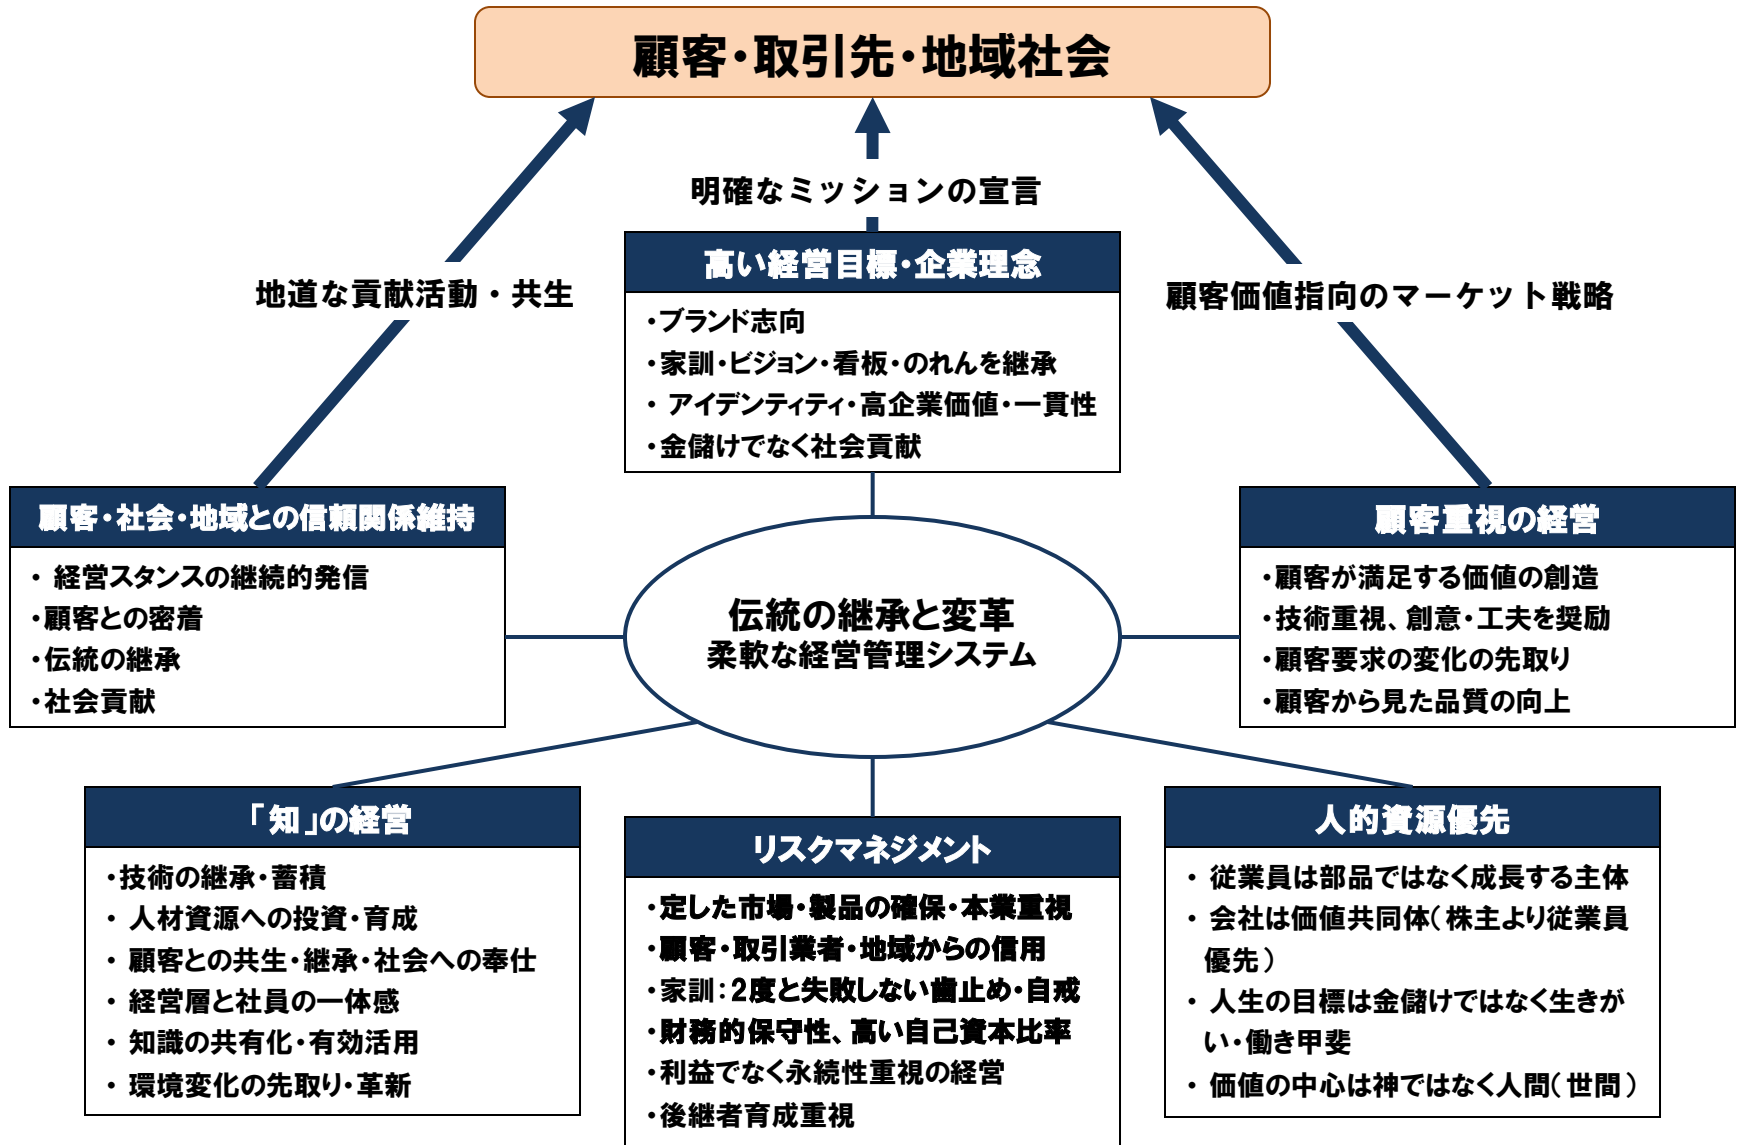 顧客・取引先・地域社会
明確なミッションの宣言
地道な貢献活動・共生
顧客価値指向のマーケット戦略
高い経営目標・企業理念
・ブランド志向
・家訓・ビジョン・看板・のれんを継承
・ アイデンティティ・高企業価値・一貫性
・金儲けでなく社会貢献
顧客・社会・地域との信頼関係維持
・ 経営スタンスの継続的発信
・顧客との密着
・伝統の継承
・社会貢献
伝統の継承と変革
柔軟な経営管理システム
顧客重視の経営
・顧客が満足する価値の創造
・技術重視、創意・工夫を奨励
・顧客要求の変化の先取り
・顧客から見た品質の向上
「知」の経営
・技術の継承・蓄積
・ 人材資源への投資・育成
・ 顧客との共生・継承・社会への奉仕
・ 経営層と社員の一体感
・ 知識の共有化・有効活用
・ 環境変化の先取り・革新
リスクマネジメント
・定した市場・製品の確保・本業重視
・顧客・取引業者・地域からの信用
・家訓：2度と失敗しない歯止め・自戒
・財務的保守性、高い自己資本比率
・利益でなく永続性重視の経営
・後継者育成重視
人的資源優先
・ 従業員は部品ではなく成長する主体
・ 会社は価値共同体（株主より従業員
優先）
・ 人生の目標は金儲けではなく生きが
い・働き甲斐
・ 価値の中心は神ではなく人間（世間）